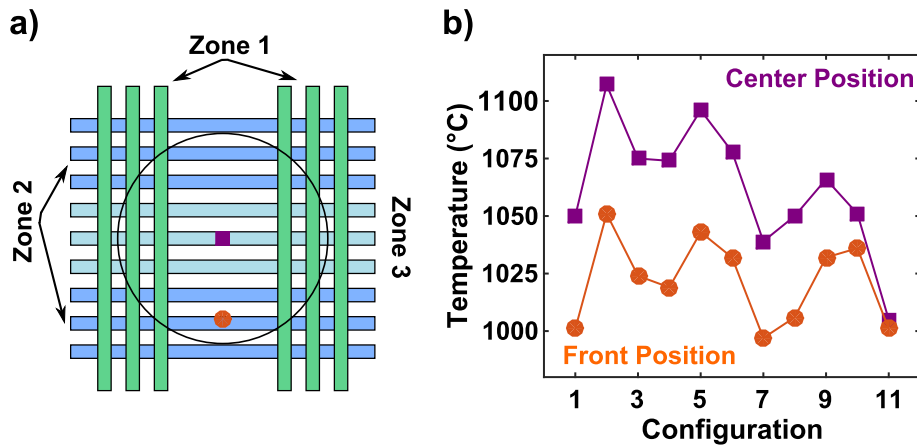 a)
Zone 1
Zone 2
Zone 3
b)
Center Position
Front Position
Temperature (°C)
1100
1075
1050
1025
1000
1 3 5 7 9 11
Configuration